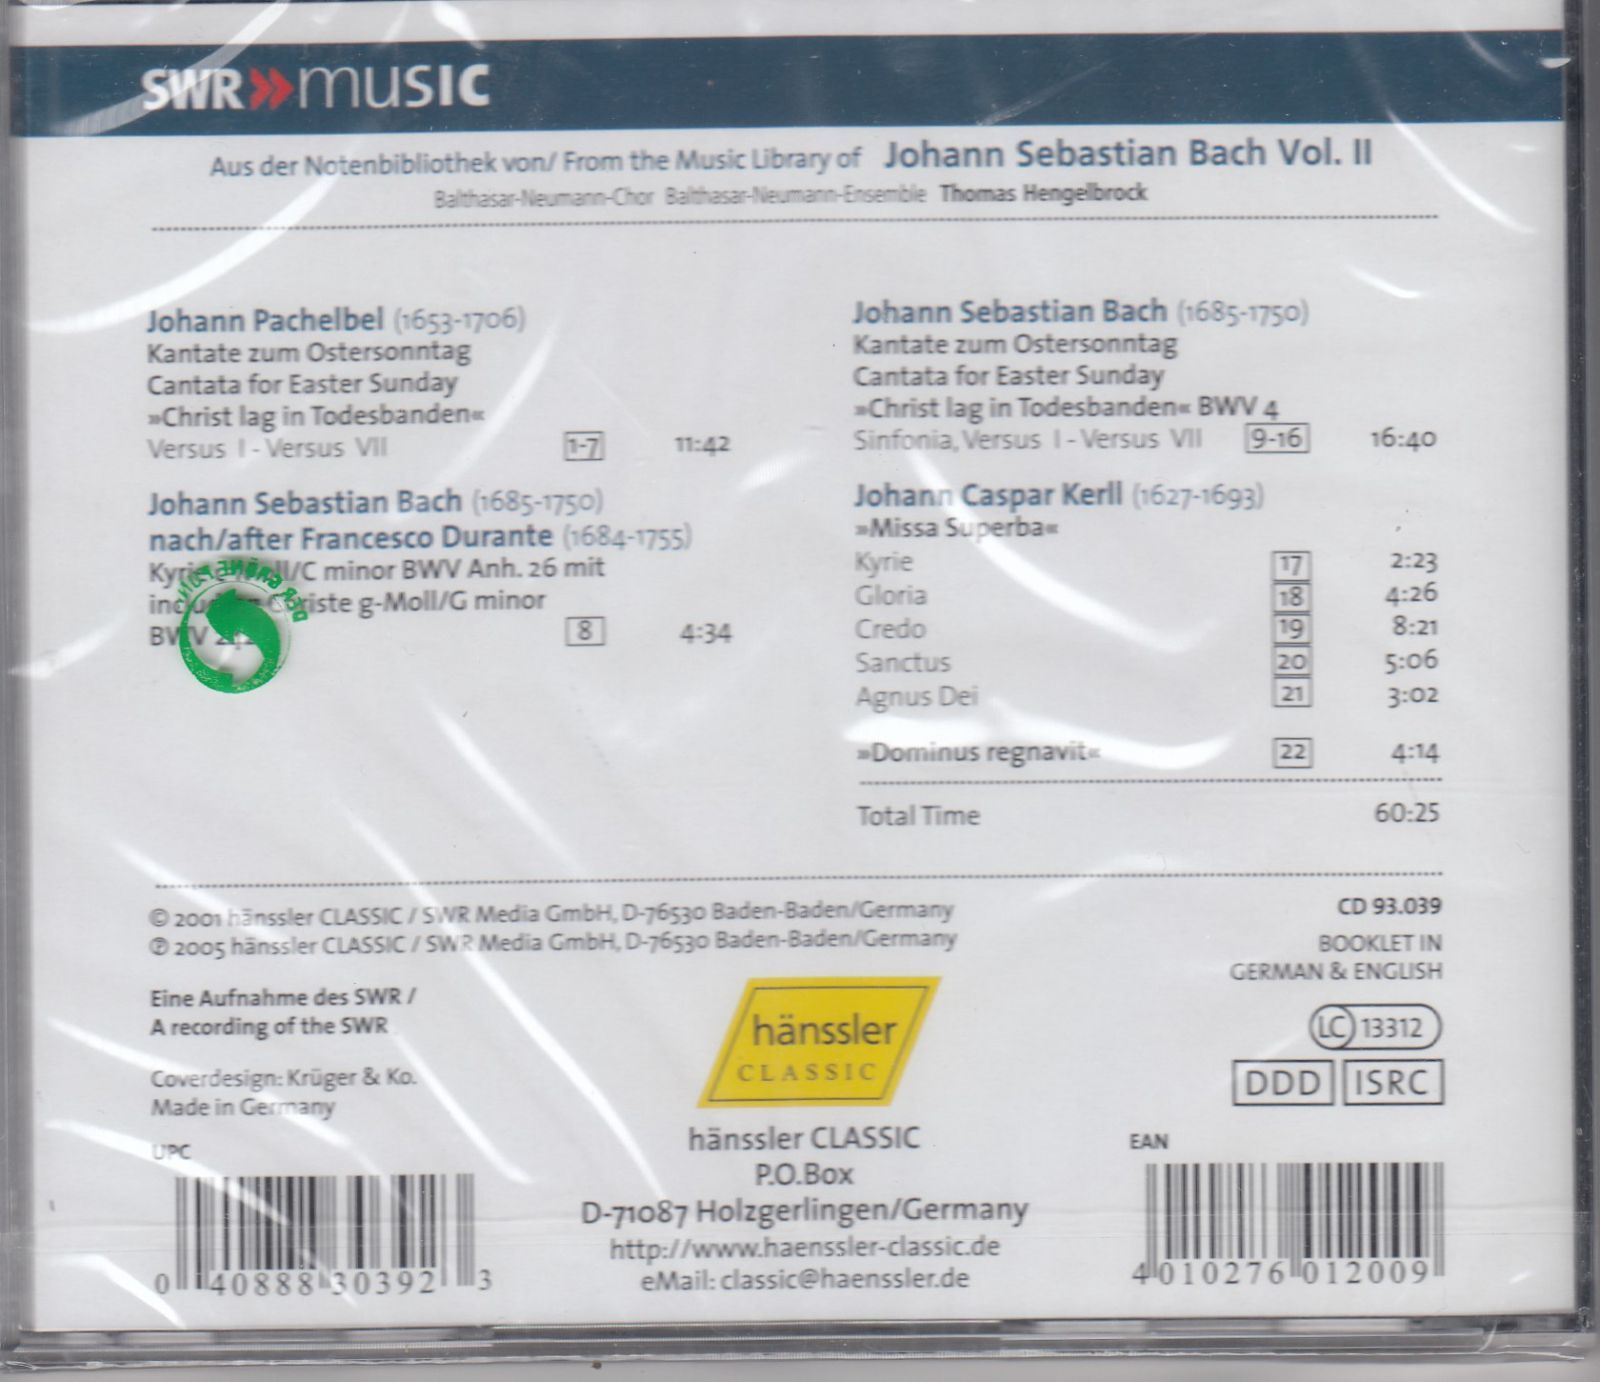 SWR»musIC
Aus der Notenbibliothek von/ From the Music Library of Johann Sebastian Bach Vol. II
Balthasar-Neumann-Chor Balthasar-Neumann-Ensemble Thomas Hengelbrock
Johann Pachelbel (1653-1706)
Kantate zum Ostersonntag
Cantata for Easter Sunday
»Christ lag in Todesbanden«
Versus I - Versus VII 1-7 11:42
Johann Sebastian Bach (1685-1750)
nach/after Francesco Durante (1684-1755)
Kyrie c-Moll/C minor BWV Anh. 26 mit
including Christe g-Moll/G minor
BWV 8 4:34
DER GRÜNE PUNKT
Johann Sebastian Bach (1685-1750)
Kantate zum Ostersonntag
Cantata for Easter Sunday
»Christ lag in Todesbanden« BWV 4
Sinfonia, Versus I - Versus VII 9-16 16:40
Johann Caspar Kerll (1627-1693)
»Missa Superba«
Kyrie 17 2:23
Gloria 18 4:26
Credo 19 8:21
Sanctus 20 5:06
Agnus Dei 21 3:02
»Dominus regnavit« 22 4:14
Total Time 60:25
© 2001 hänssler CLASSIC / SWR Media GmbH, D-76530 Baden-Baden/Germany
℗ 2005 hänssler CLASSIC / SWR Media GmbH, D-76530 Baden-Baden/Germany
Eine Aufnahme des SWR /
A recording of the SWR
Coverdesign: Krüger & Ko.
Made in Germany
UPC
0 40888 30392 3
hänssler
CLASSIC
hänssler CLASSIC
P.O.Box
D-71087 Holzgerlingen/Germany
http://www.haenssler-classic.de
eMail: classic@haenssler.de
CD 93.039
BOOKLET IN
GERMAN & ENGLISH
LC 13312
DDD ISRC
EAN
4 010276 012009